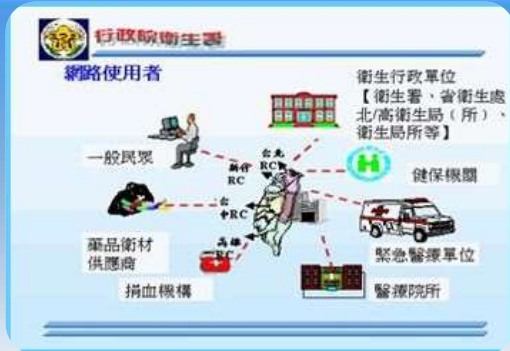 行政院衛生署
網路使用者
衛生行政單位
【衛生署、省衛生處
北/高衛生局(所)、
衛生局所等】
一般民眾
台北
RC
新竹
RC
健保機關
台
中RC
高雄
RC
藥品衛材
供應商
緊急醫療單位
捐血機構
醫療院所